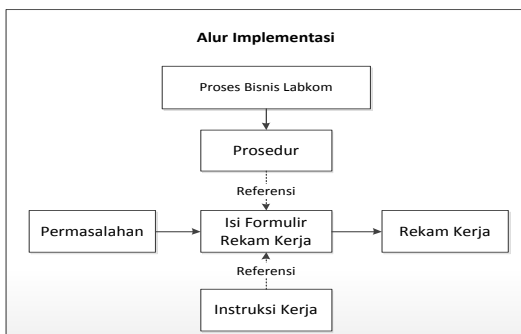 Alur Implementasi
Proses Bisnis Labkom
Prosedur
Referensi
Permasalahan
Isi Formulir
Rekam Kerja
Rekam Kerja
Referensi
Instruksi Kerja